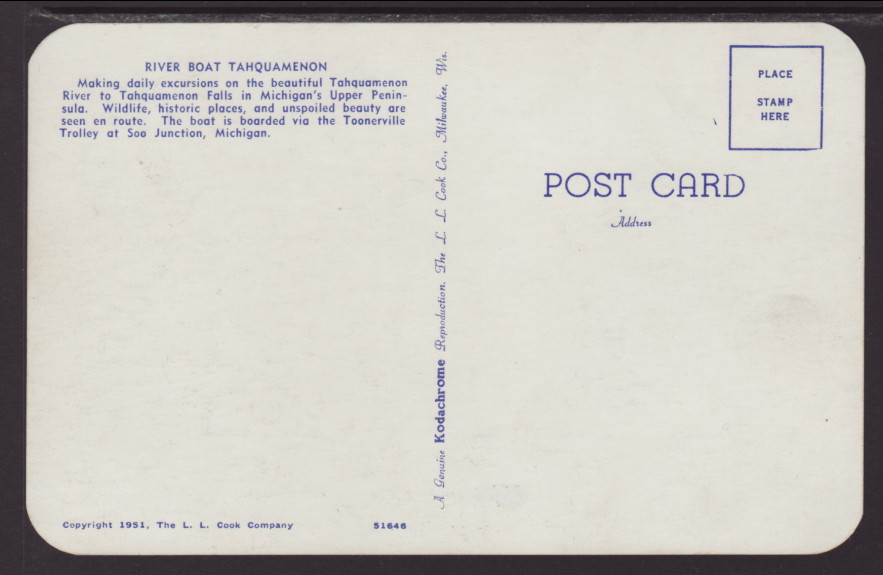 RIVER BOAT TAHQUAMENON
Making daily excursions on the beautiful Tahquamenon
River to Tahquamenon Falls in Michigan's Upper Penin-
sula. Wildlife, historic places, and unspoiled beauty are
seen en route. The boat is boarded via the Toonerville
Trolley at Soo Junction, Michigan.
Copyright 1951, The L. L. Cook Company
51646
A Genuine Kodachrome Reproduction. The L. L. Cook Co., Milwaukee, Wis.
PLACE
STAMP
HERE
POST CARD
Address